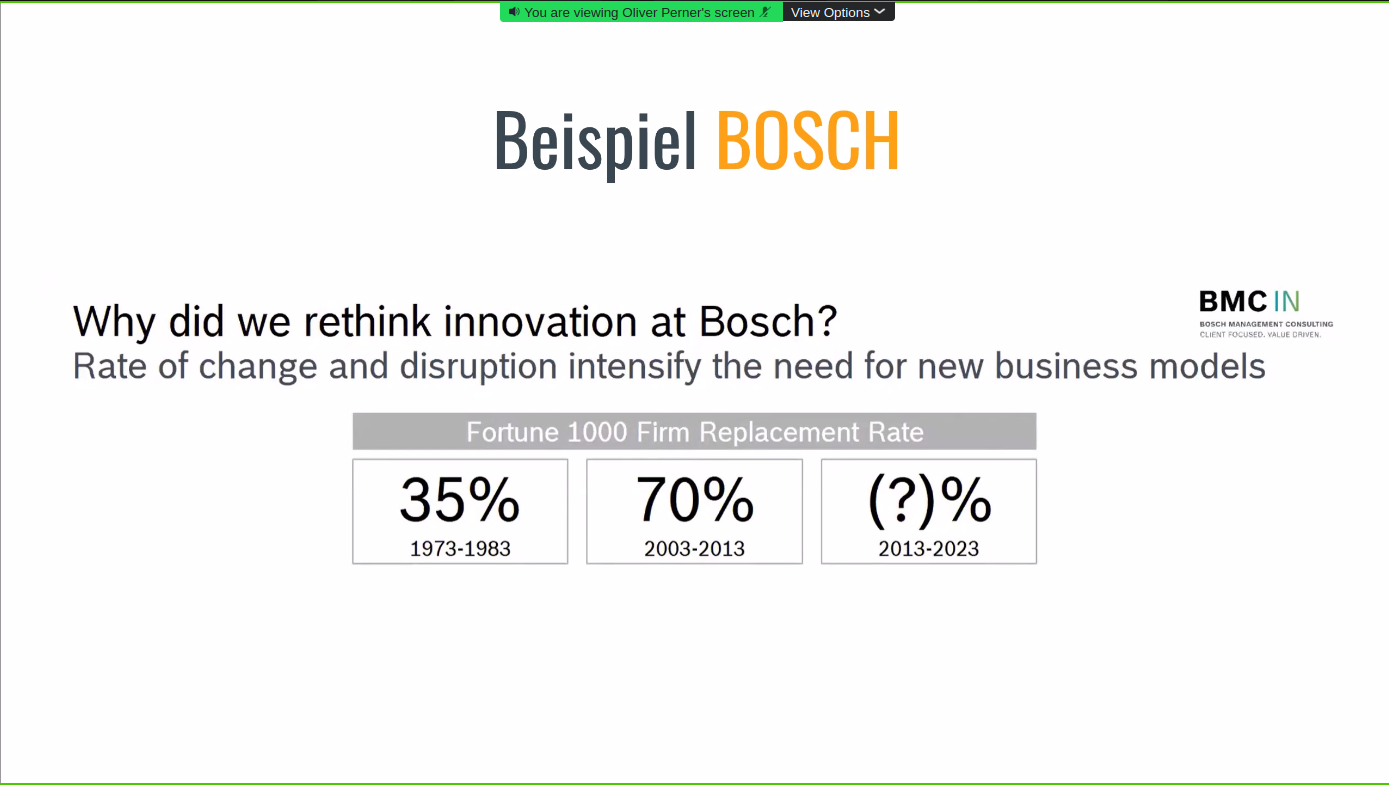 You are viewing Oliver Perner's screen View Options
Beispiel BOSCH
Why did we rethink innovation at Bosch?
BMC IN
BOSCH MANAGEMENT CONSULTING
CLIENT FOCUSED. VALUE DRIVEN.
Rate of change and disruption intensify the need for new business models
Fortune 1000 Firm Replacement Rate
35% 70% (?)%
1973-1983 2003-2013 2013-2023